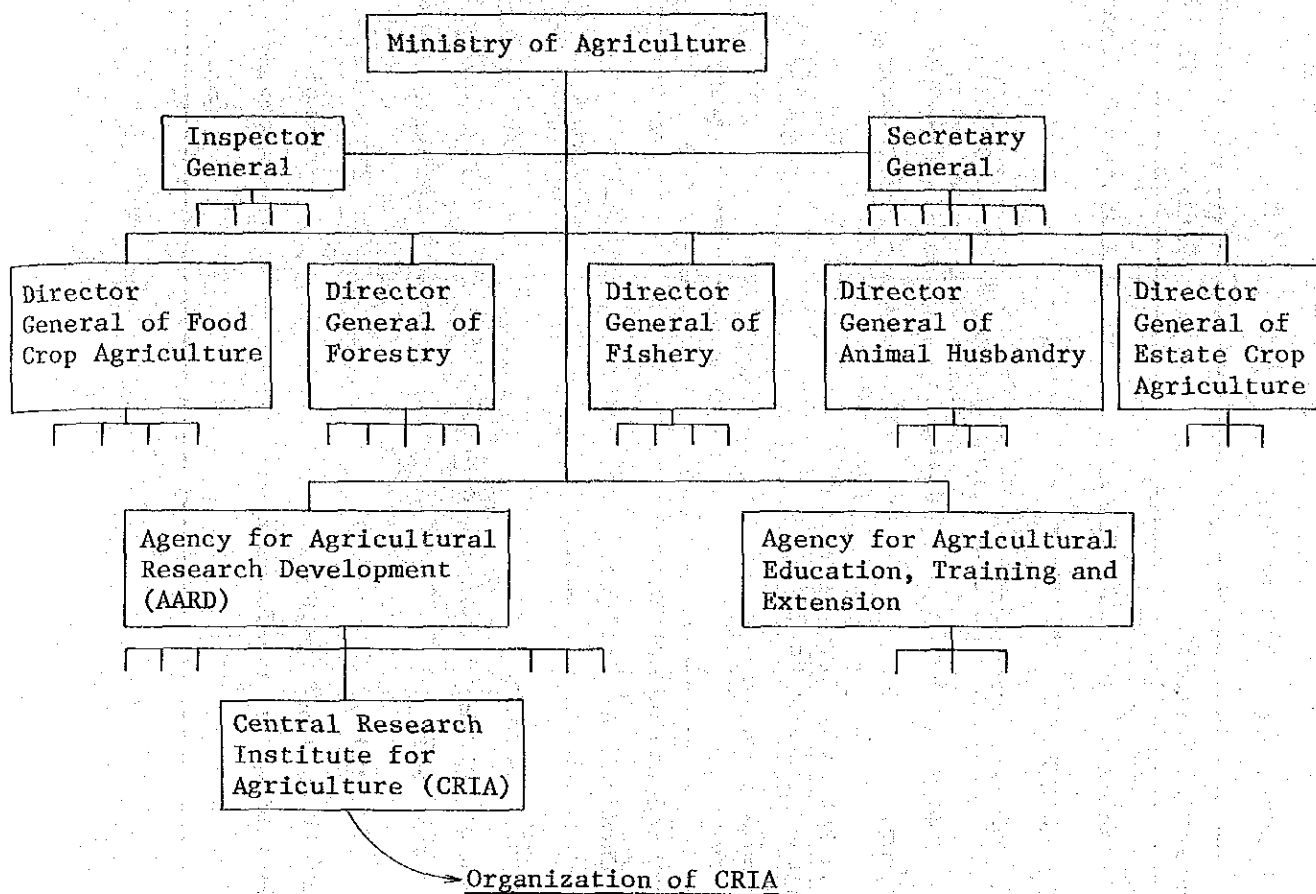 Ministry of Agriculture
Inspector
General
Secretary
General
Director
General of Food
Crop Agriculture
Director
General of
Forestry
Director
General of
Fishery
Director
General of
Animal Husbandry
Director
General of
Estate Crop
Agriculture
Agency for Agricultural
Research Development
(AARD)
Agency for Agricultural
Education, Training and
Extension
Central Research
Institute for
Agriculture (CRIA)
Organization of CRIA